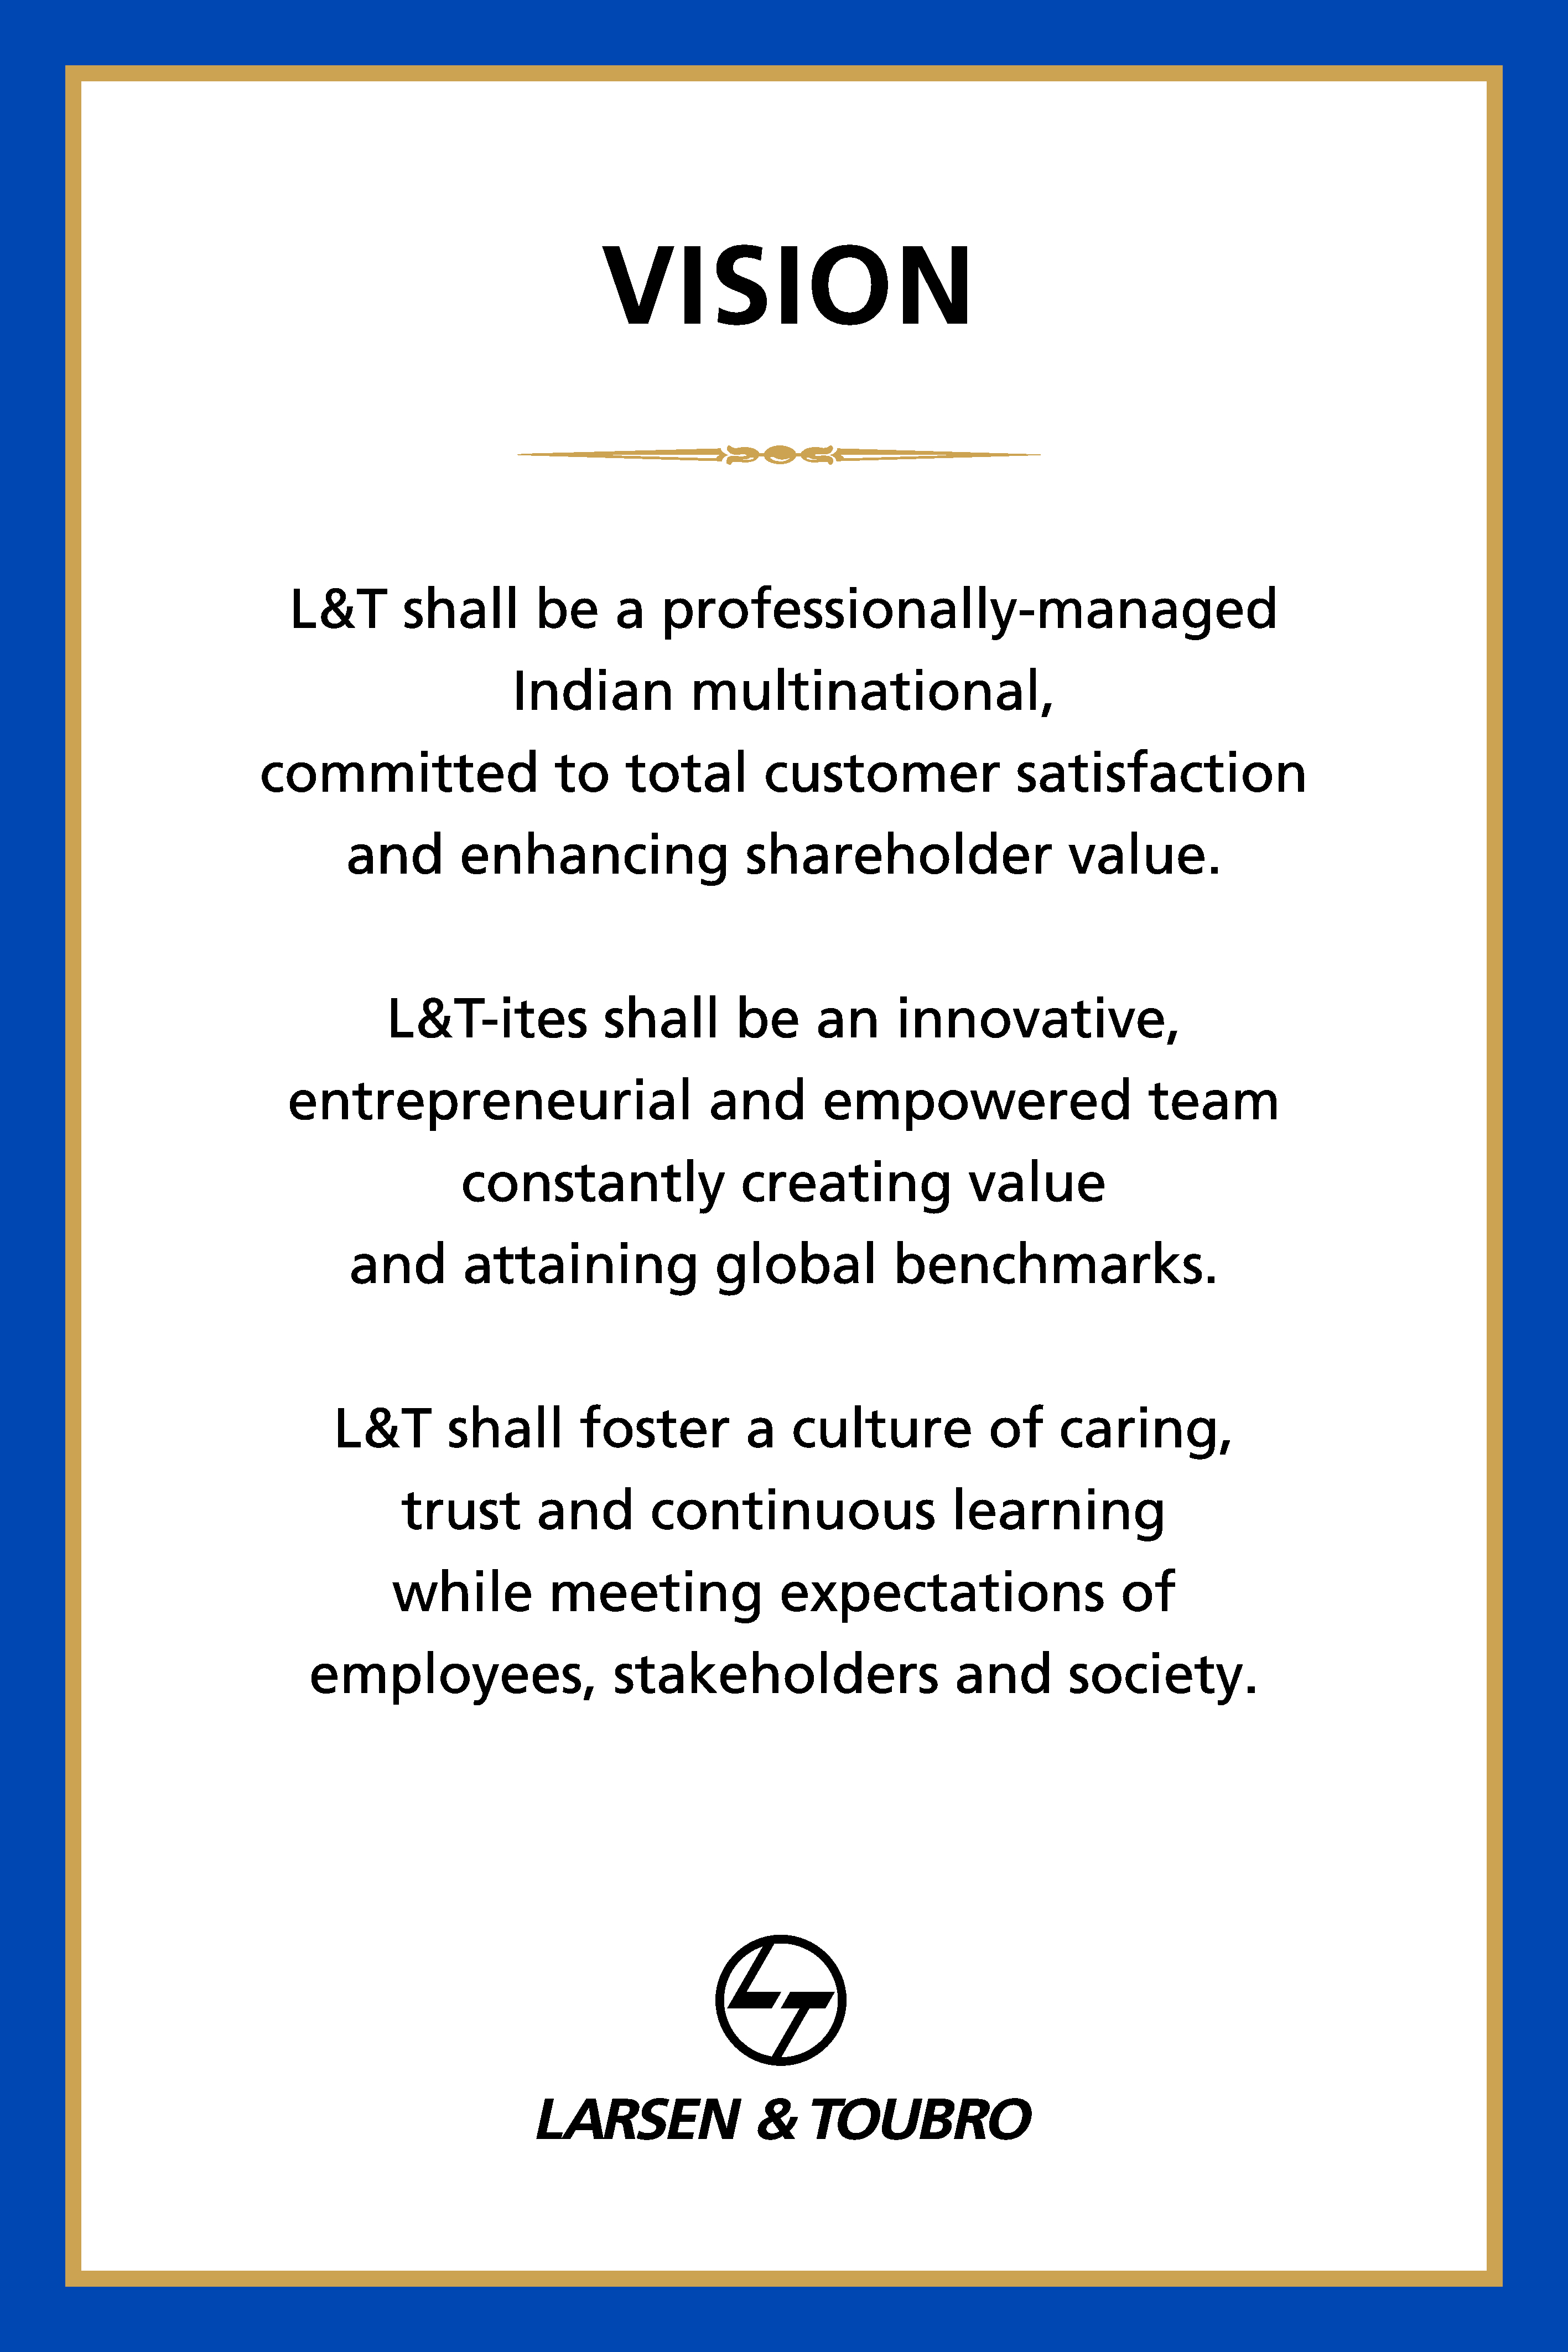 VISION
L&T shall be a professionally-managed
Indian multinational,
committed to total customer satisfaction
and enhancing shareholder value.
L&T-ites shall be an innovative,
entrepreneurial and empowered team
constantly creating value
and attaining global benchmarks.
L&T shall foster a culture of caring,
trust and continuous learning
while meeting expectations of
employees, stakeholders and society.
LT
LARSEN & TOUBRO